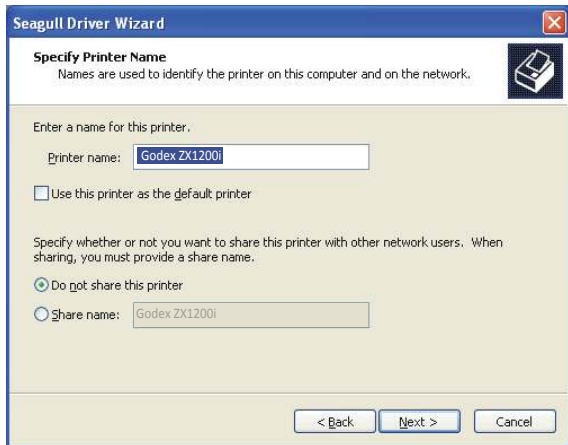 Seagull Driver Wizard
Specify Printer Name
Names are used to identify the printer on this computer and on the network.
Enter a name for this printer.
Printer name: Godex ZX1200i
Use this printer as the default printer
Specify whether or not you want to share this printer with other network users. When
sharing, you must provide a share name.
Do not share this printer
Share name: Godex ZX1200i
< Back Next > Cancel